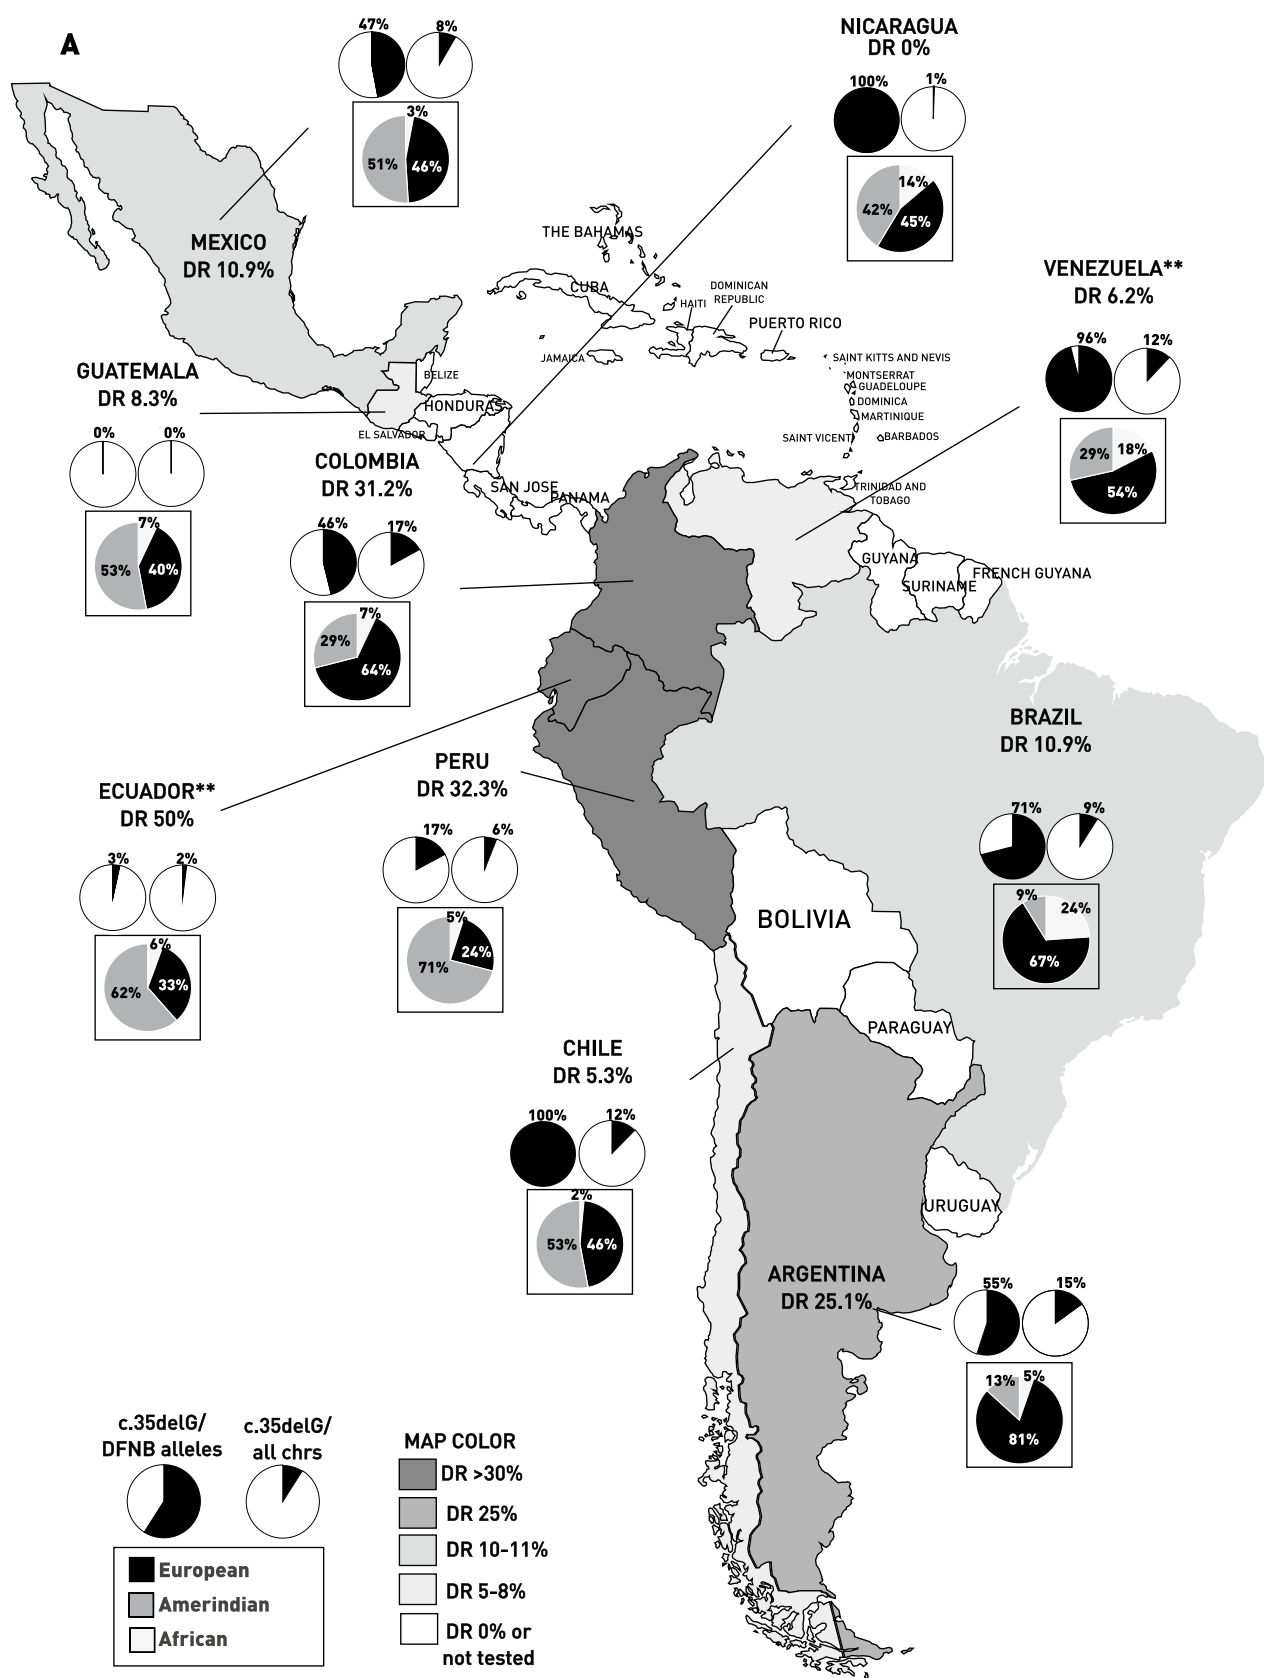 A
47%
8%
3%
51%
46%
MEXICO
DR 10.9%
NICARAGUA
DR 0%
100%
1%
14%
42%
45%
THE BAHAMAS
CUBA
HAITI
DOMINICAN
REPUBLIC
PUERTO RICO
JAMAICA
SAINT KITTS AND NEVIS
MONTSERRAT
GUADELOUPE
DOMINICA
MARTINIQUE
SAINT VICENT
BARBADOS
TRINIDAD AND
TOBAGO
VENEZUELA**
DR 6.2%
96%
12%
29%
18%
54%
GUATEMALA
DR 8.3%
0%
0%
7%
53%
40%
BELIZE
HONDURAS
EL SALVADOR
SAN JOSE
PANAMA
COLOMBIA
DR 31.2%
46%
17%
7%
29%
64%
GUYANA
SURINAME
FRENCH GUYANA
ECUADOR**
DR 50%
3%
2%
6%
62%
33%
PERU
DR 32.3%
17%
6%
5%
71%
24%
BRAZIL
DR 10.9%
71%
9%
9%
24%
67%
BOLIVIA
PARAGUAY
URUGUAY
CHILE
DR 5.3%
100%
12%
2%
53%
46%
ARGENTINA
DR 25.1%
55%
15%
13%
5%
81%
c.35delG/
DFNB alleles
c.35delG/
all chrs
European
Amerindian
African
MAP COLOR
DR >30%
DR 25%
DR 10-11%
DR 5-8%
DR 0% or
not tested